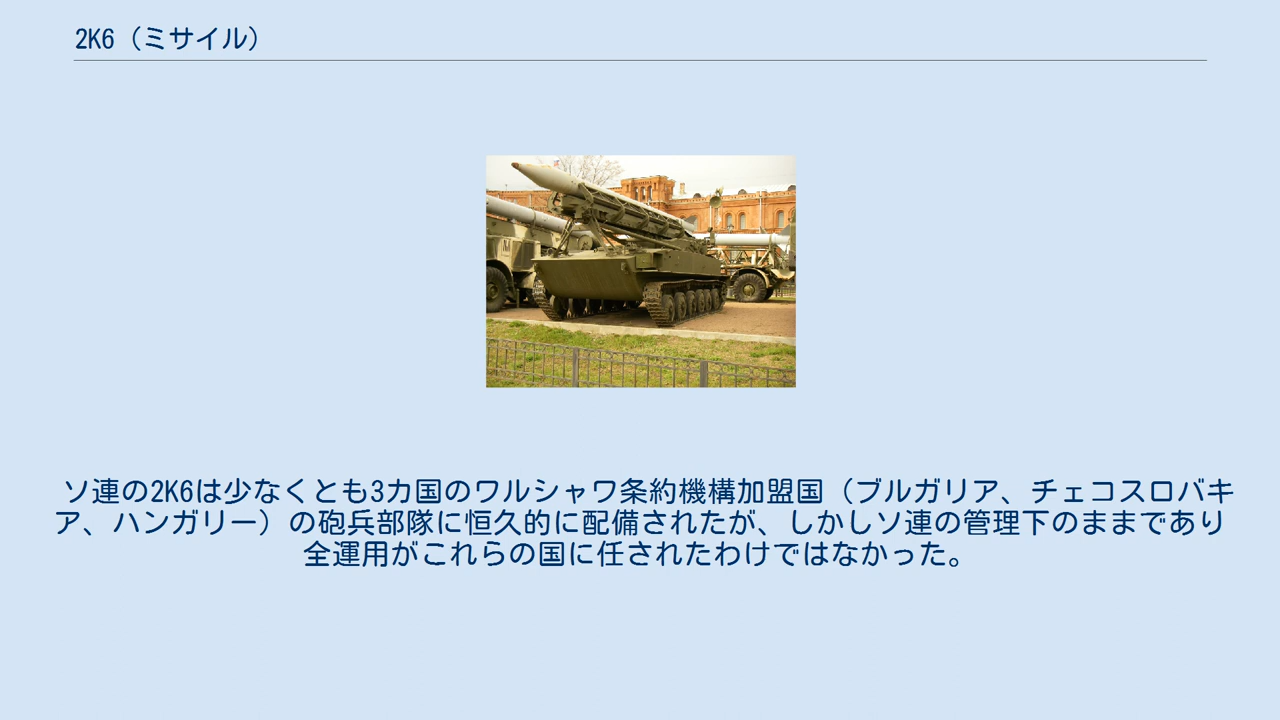 2K6（ミサイル）
ソ連の2K6は少なくとも3カ国のワルシャワ条約機構加盟国（ブルガリア、チェコスロバキ
ア、ハンガリー）の砲兵部隊に恒久的に配備されたが、しかしソ連の管理下のままであり
全運用がこれらの国に任されたわけではなかった。